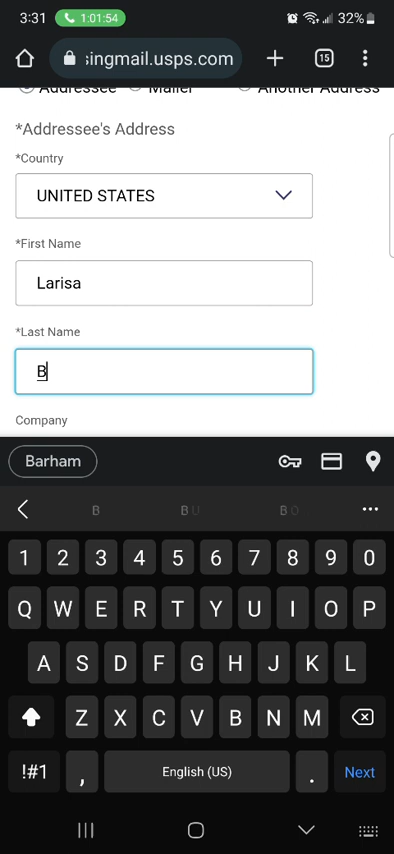 3:31 1:01:54 32%
singmail.usps.com 15
Addressee Mailer Another Address
*Addressee's Address
*Country
UNITED STATES
*First Name
Larisa
*Last Name
B
Company
Barham
B BU BO
1 2 3 4 5 6 7 8 9 0
Q W E R T Y U I O P
A S D F G H J K L
Z X C V B N M
!#1 , English (US) . Next